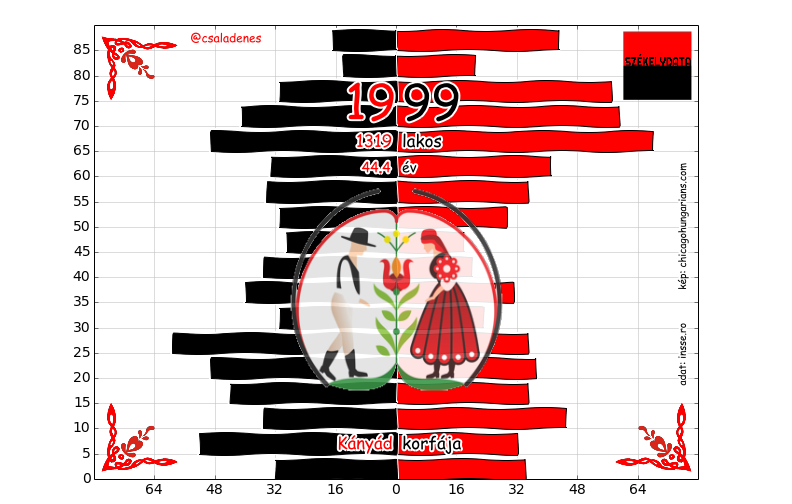 @csaladenes
SZÉKELYDATA
1999
1319 lakos
44.4 év
kép: chicagohungarians.com
adat: insse.ro
Kányád korfája
85
80
75
70
65
60
55
50
45
40
35
30
25
20
15
10
5
0
64 48 32 16 0 16 32 48 64